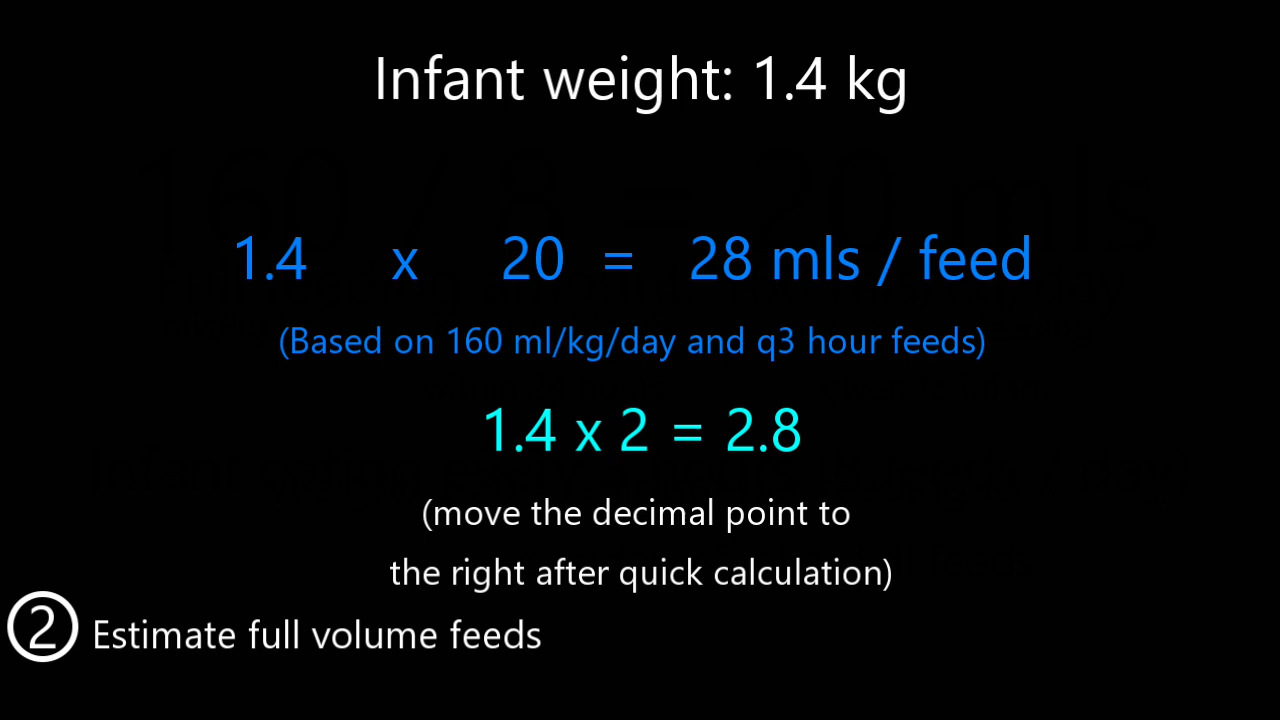 Infant weight: 1.4 kg
1.4 x 20 = 28 mls / feed
(Based on 160 ml/kg/day and q3 hour feeds)
1.4 x 2 = 2.8
(move the decimal point to
the right after quick calculation)
2 Estimate full volume feeds